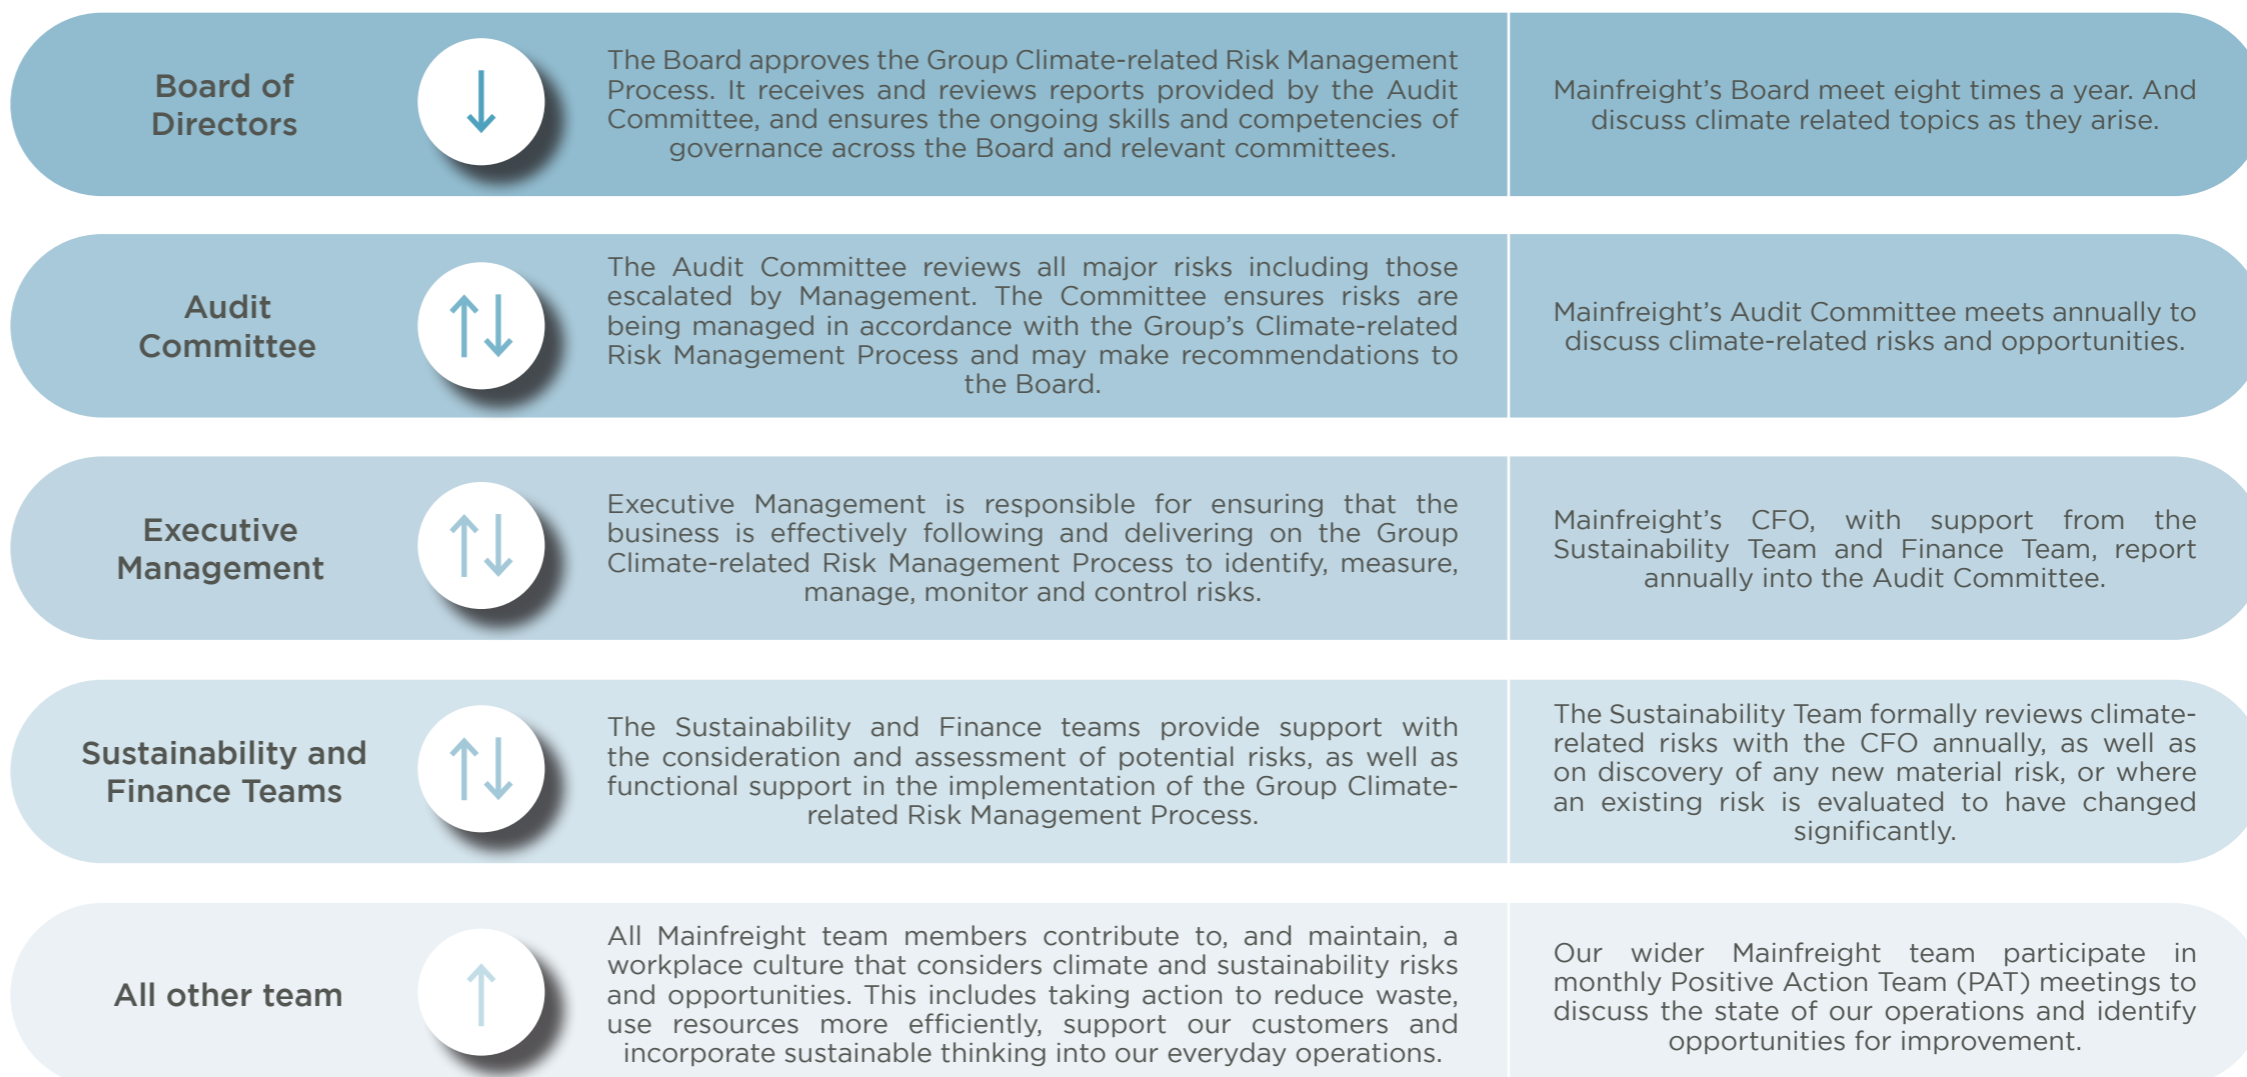 Board of
Directors
The Board approves the Group Climate-related Risk Management
Process. It receives and reviews reports provided by the Audit
Committee, and ensures the ongoing skills and competencies of
governance across the Board and relevant committees.
Mainfreight's Board meet eight times a year. And
discuss climate related topics as they arise.
Audit
Committee
The Audit Committee reviews all major risks including those
escalated by Management. The Committee ensures risks are
being managed in accordance with the Group's Climate-related
Risk Management Process and may make recommendations to
the Board.
Mainfreight's Audit Committee meets annually to
discuss climate-related risks and opportunities.
Executive
Management
Executive Management is responsible for ensuring that the
business is effectively following and delivering on the Group
Climate-related Risk Management Process to identify, measure,
manage, monitor and control risks.
Mainfreight's CFO, with support from the
Sustainability Team and Finance Team, report
annually into the Audit Committee.
Sustainability and
Finance Teams
The Sustainability and Finance teams provide support with
the consideration and assessment of potential risks, as well as
functional support in the implementation of the Group Climate-
related Risk Management Process.
The Sustainability Team formally reviews climate-
related risks with the CFO annually, as well as
on discovery of any new material risk, or where
an existing risk is evaluated to have changed
significantly.
All other team
All Mainfreight team members contribute to, and maintain, a
workplace culture that considers climate and sustainability risks
and opportunities. This includes taking action to reduce waste,
use resources more efficiently, support our customers and
incorporate sustainable thinking into our everyday operations.
Our wider Mainfreight team participate in
monthly Positive Action Team (PAT) meetings to
discuss the state of our operations and identify
opportunities for improvement.